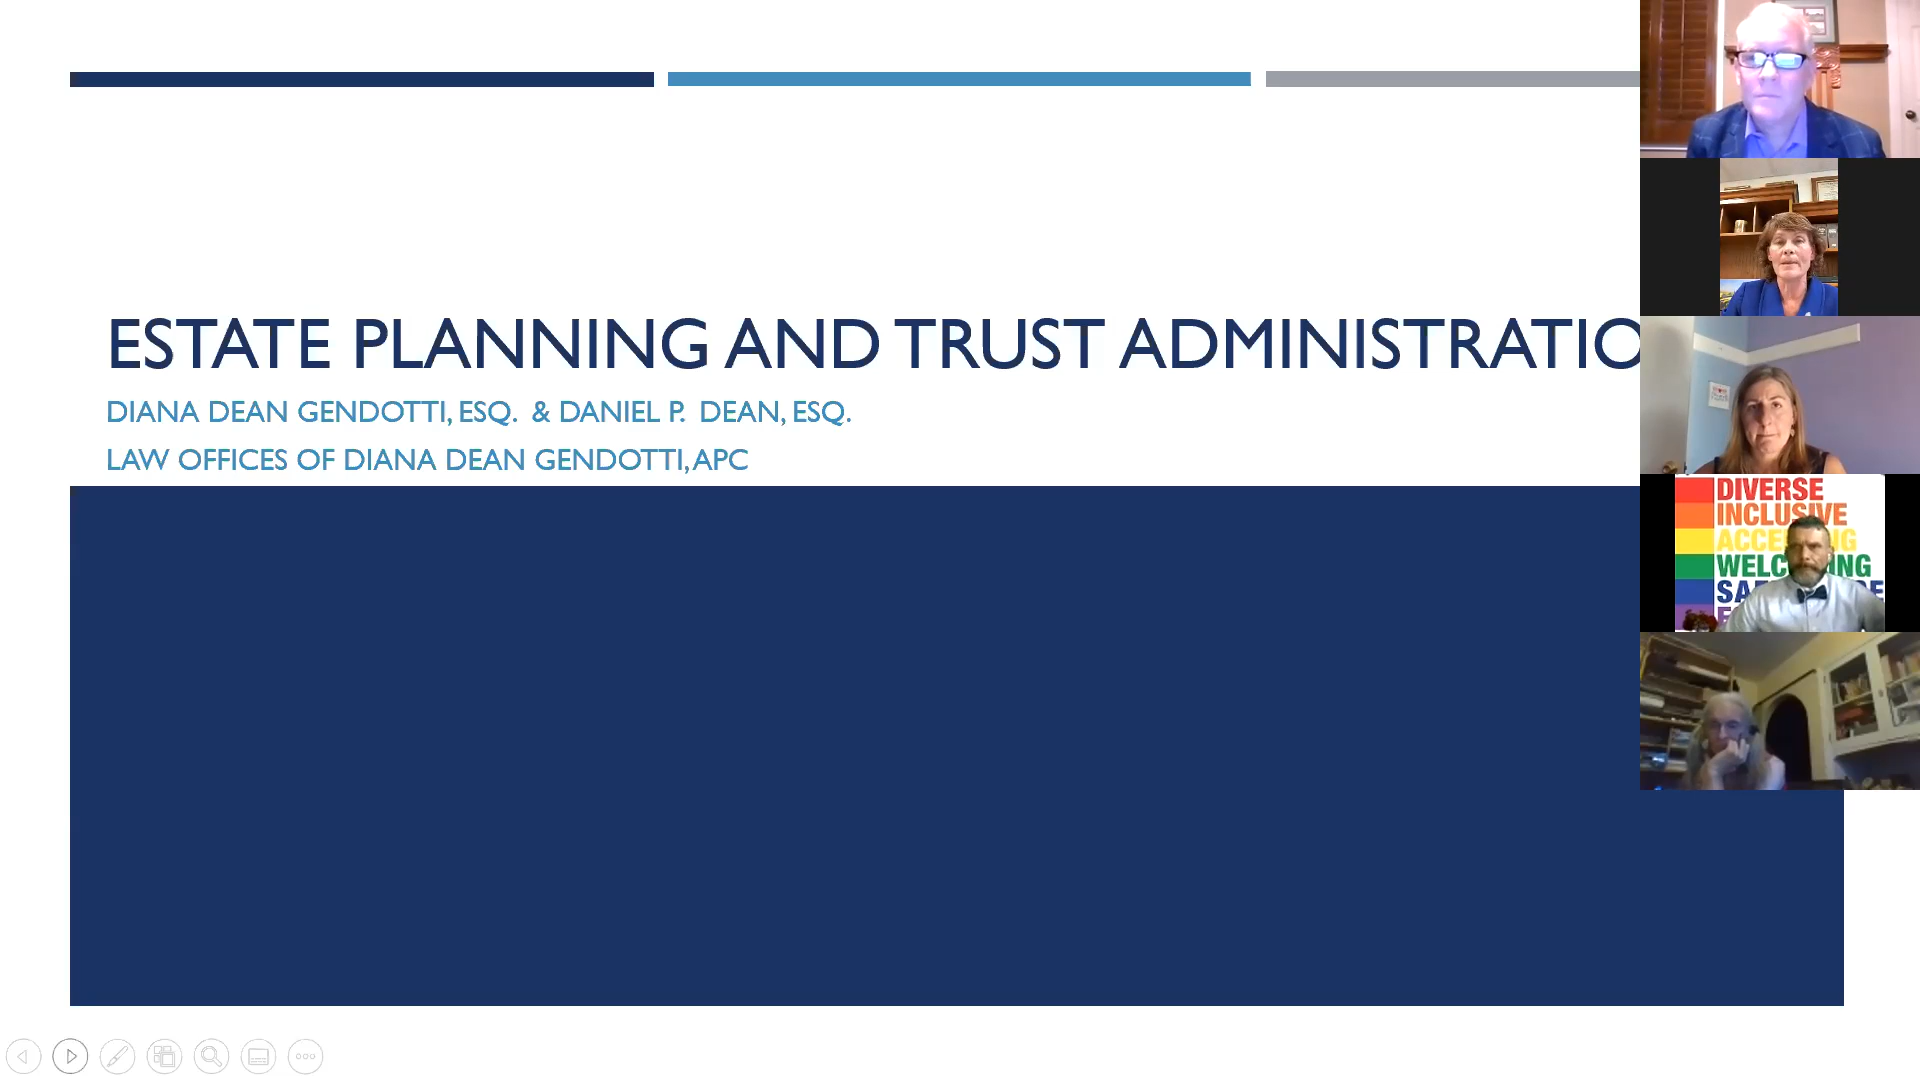 ESTATE PLANNING AND TRUST ADMINISTRATIO
DIANA DEAN GENDOTTI, ESQ. & DANIEL P. DEAN, ESQ.
LAW OFFICES OF DIANA DEAN GENDOTTI, APC
DIVERSE
INCLUSIVE
WELC
NG